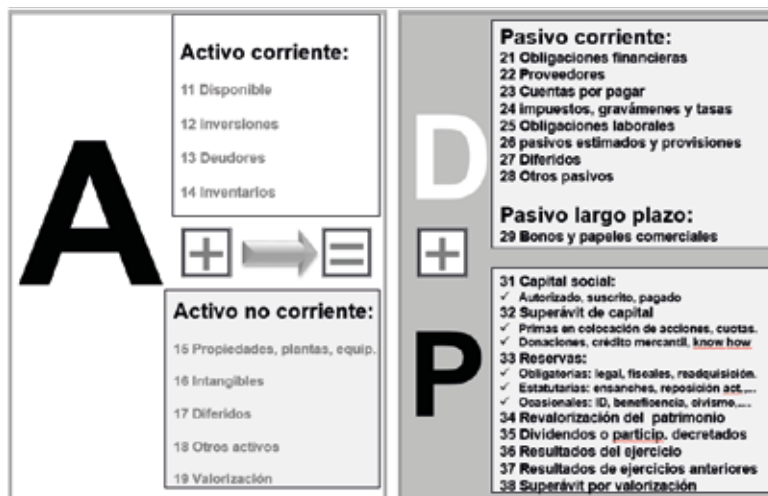 A
Activo corriente:
11 Disponible
12 Inversiones
13 Deudores
14 Inventarios
+
=
Activo no corriente:
15 Propiedades, plantas, equip.
16 Intangibles
17 Diferidos
18 Otros activos
19 Valorización
D
Pasivo corriente:
21 Obligaciones financieras
22 Proveedores
23 Cuentas por pagar
24 impuestos, gravámenes y tasas
25 Obligaciones laborales
26 pasivos estimados y provisiones
27 Diferidos
28 Otros pasivos
Pasivo largo plazo:
29 Bonos y papeles comerciales
+
P
31 Capital social:
✓ Autorizado, suscrito, pagado
32 Superávit de capital
✓ Primas en colocación de acciones, cuotas.
✓ Donaciones, crédito mercantil, know how
33 Reservas:
✓ Obligatorias: legal, fiscales, readquisición.
✓ Estatutarias: ensanches, reposición act,...
✓ Ocasionales: ID, beneficencia, civismo,...
34 Revalorización del patrimonio
35 Dividendos o particip. decretados
36 Resultados del ejercicio
37 Resultados de ejercicios anteriores
38 Superávit por valorización